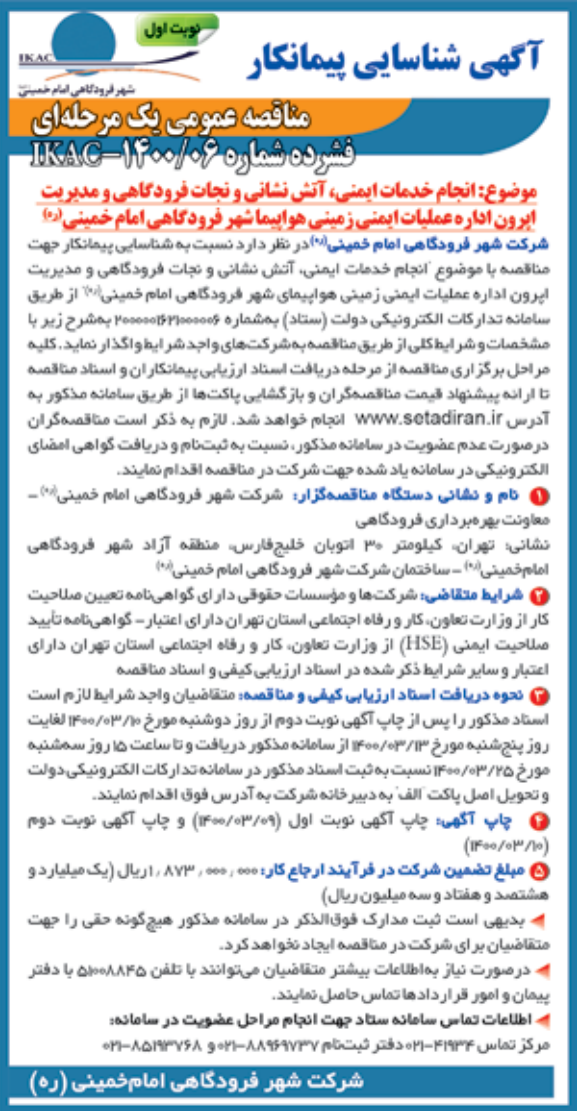 نوبت اول
IKAC
شهر فرودگاهی امام خمینی
آگهی شناسایی پیمانکار
مناقصه عمومی یک مرحله‌ای
فشرده شماره IKAC-۱۴۰۰/۰۶
موضوع: انجام خدمات ایمنی، آتش نشانی و نجات فرودگاهی و مدیریت
اپرون اداره عملیات ایمنی زمینی هواپیما شهر فرودگاهی امام خمینی(ره)
شرکت شهر فرودگاهی امام خمینی(ره) در نظر دارد نسبت به شناسایی پیمانکار جهت
مناقصه با موضوع "انجام خدمات ایمنی، آتش نشانی و نجات فرودگاهی و مدیریت
اپرون اداره عملیات ایمنی زمینی هواپیمای شهر فرودگاهی امام خمینی(ره)" از طریق
سامانه تدارکات الکترونیکی دولت (ستاد) به‌شماره ۲۰۰۰۰۰۱۶۲۱۰۰۰۰۰۶ به‌شرح زیر با
مشخصات و شرایط کلی از طریق مناقصه به شرکت‌های واجد شرایط واگذار نماید. کلیه
مراحل برگزاری مناقصه از مرحله دریافت اسناد ارزیابی پیمانکاران و اسناد مناقصه
تا ارائه پیشنهاد قیمت مناقصه‌گران و بازگشایی پاکت‌ها از طریق سامانه مذکور به
آدرس www.setadiran.ir انجام خواهد شد. لازم به ذکر است مناقصه‌گران
درصورت عدم عضویت در سامانه مذکور، نسبت به ثبت‌نام و دریافت گواهی امضای
الکترونیکی در سامانه یاد شده جهت شرکت در مناقصه اقدام نمایند.
۱ نام و نشانی دستگاه مناقصه‌گزار: شرکت شهر فرودگاهی امام خمینی(ره) –
معاونت بهره‌برداری فرودگاهی
نشانی: تهران، کیلومتر ۳۰ اتوبان خلیج‌فارس، منطقه آزاد شهر فرودگاهی
امام‌خمینی(ره) – ساختمان شرکت شهر فرودگاهی امام خمینی(ره)
۲ شرایط متقاضی: شرکت‌ها و مؤسسات حقوقی دارای گواهی‌نامه تعیین صلاحیت
کار از وزارت تعاون، کار و رفاه اجتماعی استان تهران دارای اعتبار – گواهی‌نامه تأیید
صلاحیت ایمنی (HSE) از وزارت تعاون، کار و رفاه اجتماعی استان تهران دارای
اعتبار و سایر شرایط ذکر شده در اسناد ارزیابی کیفی و اسناد مناقصه
۳ نحوه دریافت اسناد ارزیابی کیفی و مناقصه: متقاضیان واجد شرایط لازم است
اسناد مذکور را پس از چاپ آگهی نوبت دوم از روز دوشنبه مورخ ۱۴۰۰/۰۳/۱۰ لغایت
روز پنج‌شنبه مورخ ۱۴۰۰/۰۳/۱۳ از سامانه مذکور دریافت و تا ساعت ۱۵ روز سه‌شنبه
مورخ ۱۴۰۰/۰۳/۲۵ نسبت به ثبت اسناد مذکور در سامانه تدارکات الکترونیکی دولت
و تحویل اصل پاکت "الف" به دبیرخانه شرکت به آدرس فوق اقدام نمایند.
۴ چاپ آگهی: چاپ آگهی نوبت اول (۱۴۰۰/۰۳/۰۹) و چاپ آگهی نوبت دوم
(۱۴۰۰/۰۳/۱۰)
۵ مبلغ تضمین شرکت در فرآیند ارجاع کار: ۱٫۸۷۳٫۰۰۰٫۰۰۰ ریال (یک میلیارد و
هشتصد و هفتاد و سه میلیون ریال)
بدیهی است ثبت مدارک فوق‌الذکر در سامانه مذکور هیچ‌گونه حقی را جهت
متقاضیان برای شرکت در مناقصه ایجاد نخواهد کرد.
درصورت نیاز به‌اطلاعات بیشتر متقاضیان می‌توانند با تلفن ۵۱۰۰۸۸۴۵ با دفتر
پیمان و امور قراردادها تماس حاصل نمایند.
اطلاعات تماس سامانه ستاد جهت انجام مراحل عضویت در سامانه:
مرکز تماس ۴۱۹۳۴-۰۲۱ دفتر ثبت‌نام ۸۸۹۶۹۷۳۷-۰۲۱ و ۸۵۱۹۳۷۶۸-۰۲۱
شرکت شهر فرودگاهی امام‌خمینی (ره)